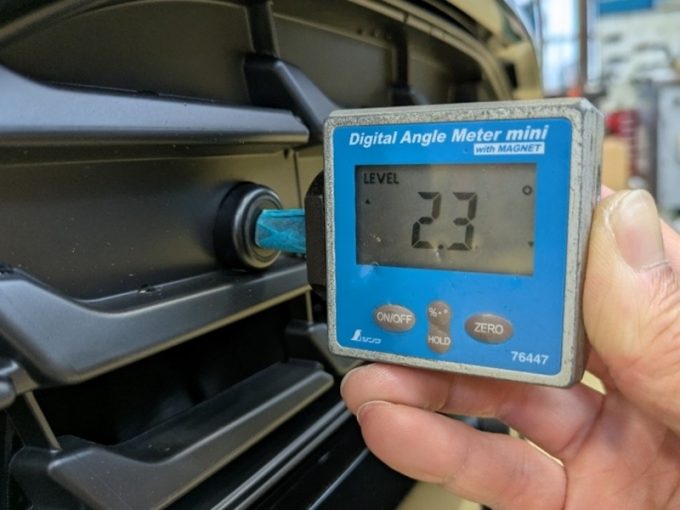 Digital Angle Meter mini
with MAGNET
LEVEL
2.3 °
ON/OFF
%·°
HOLD
ZERO
76447